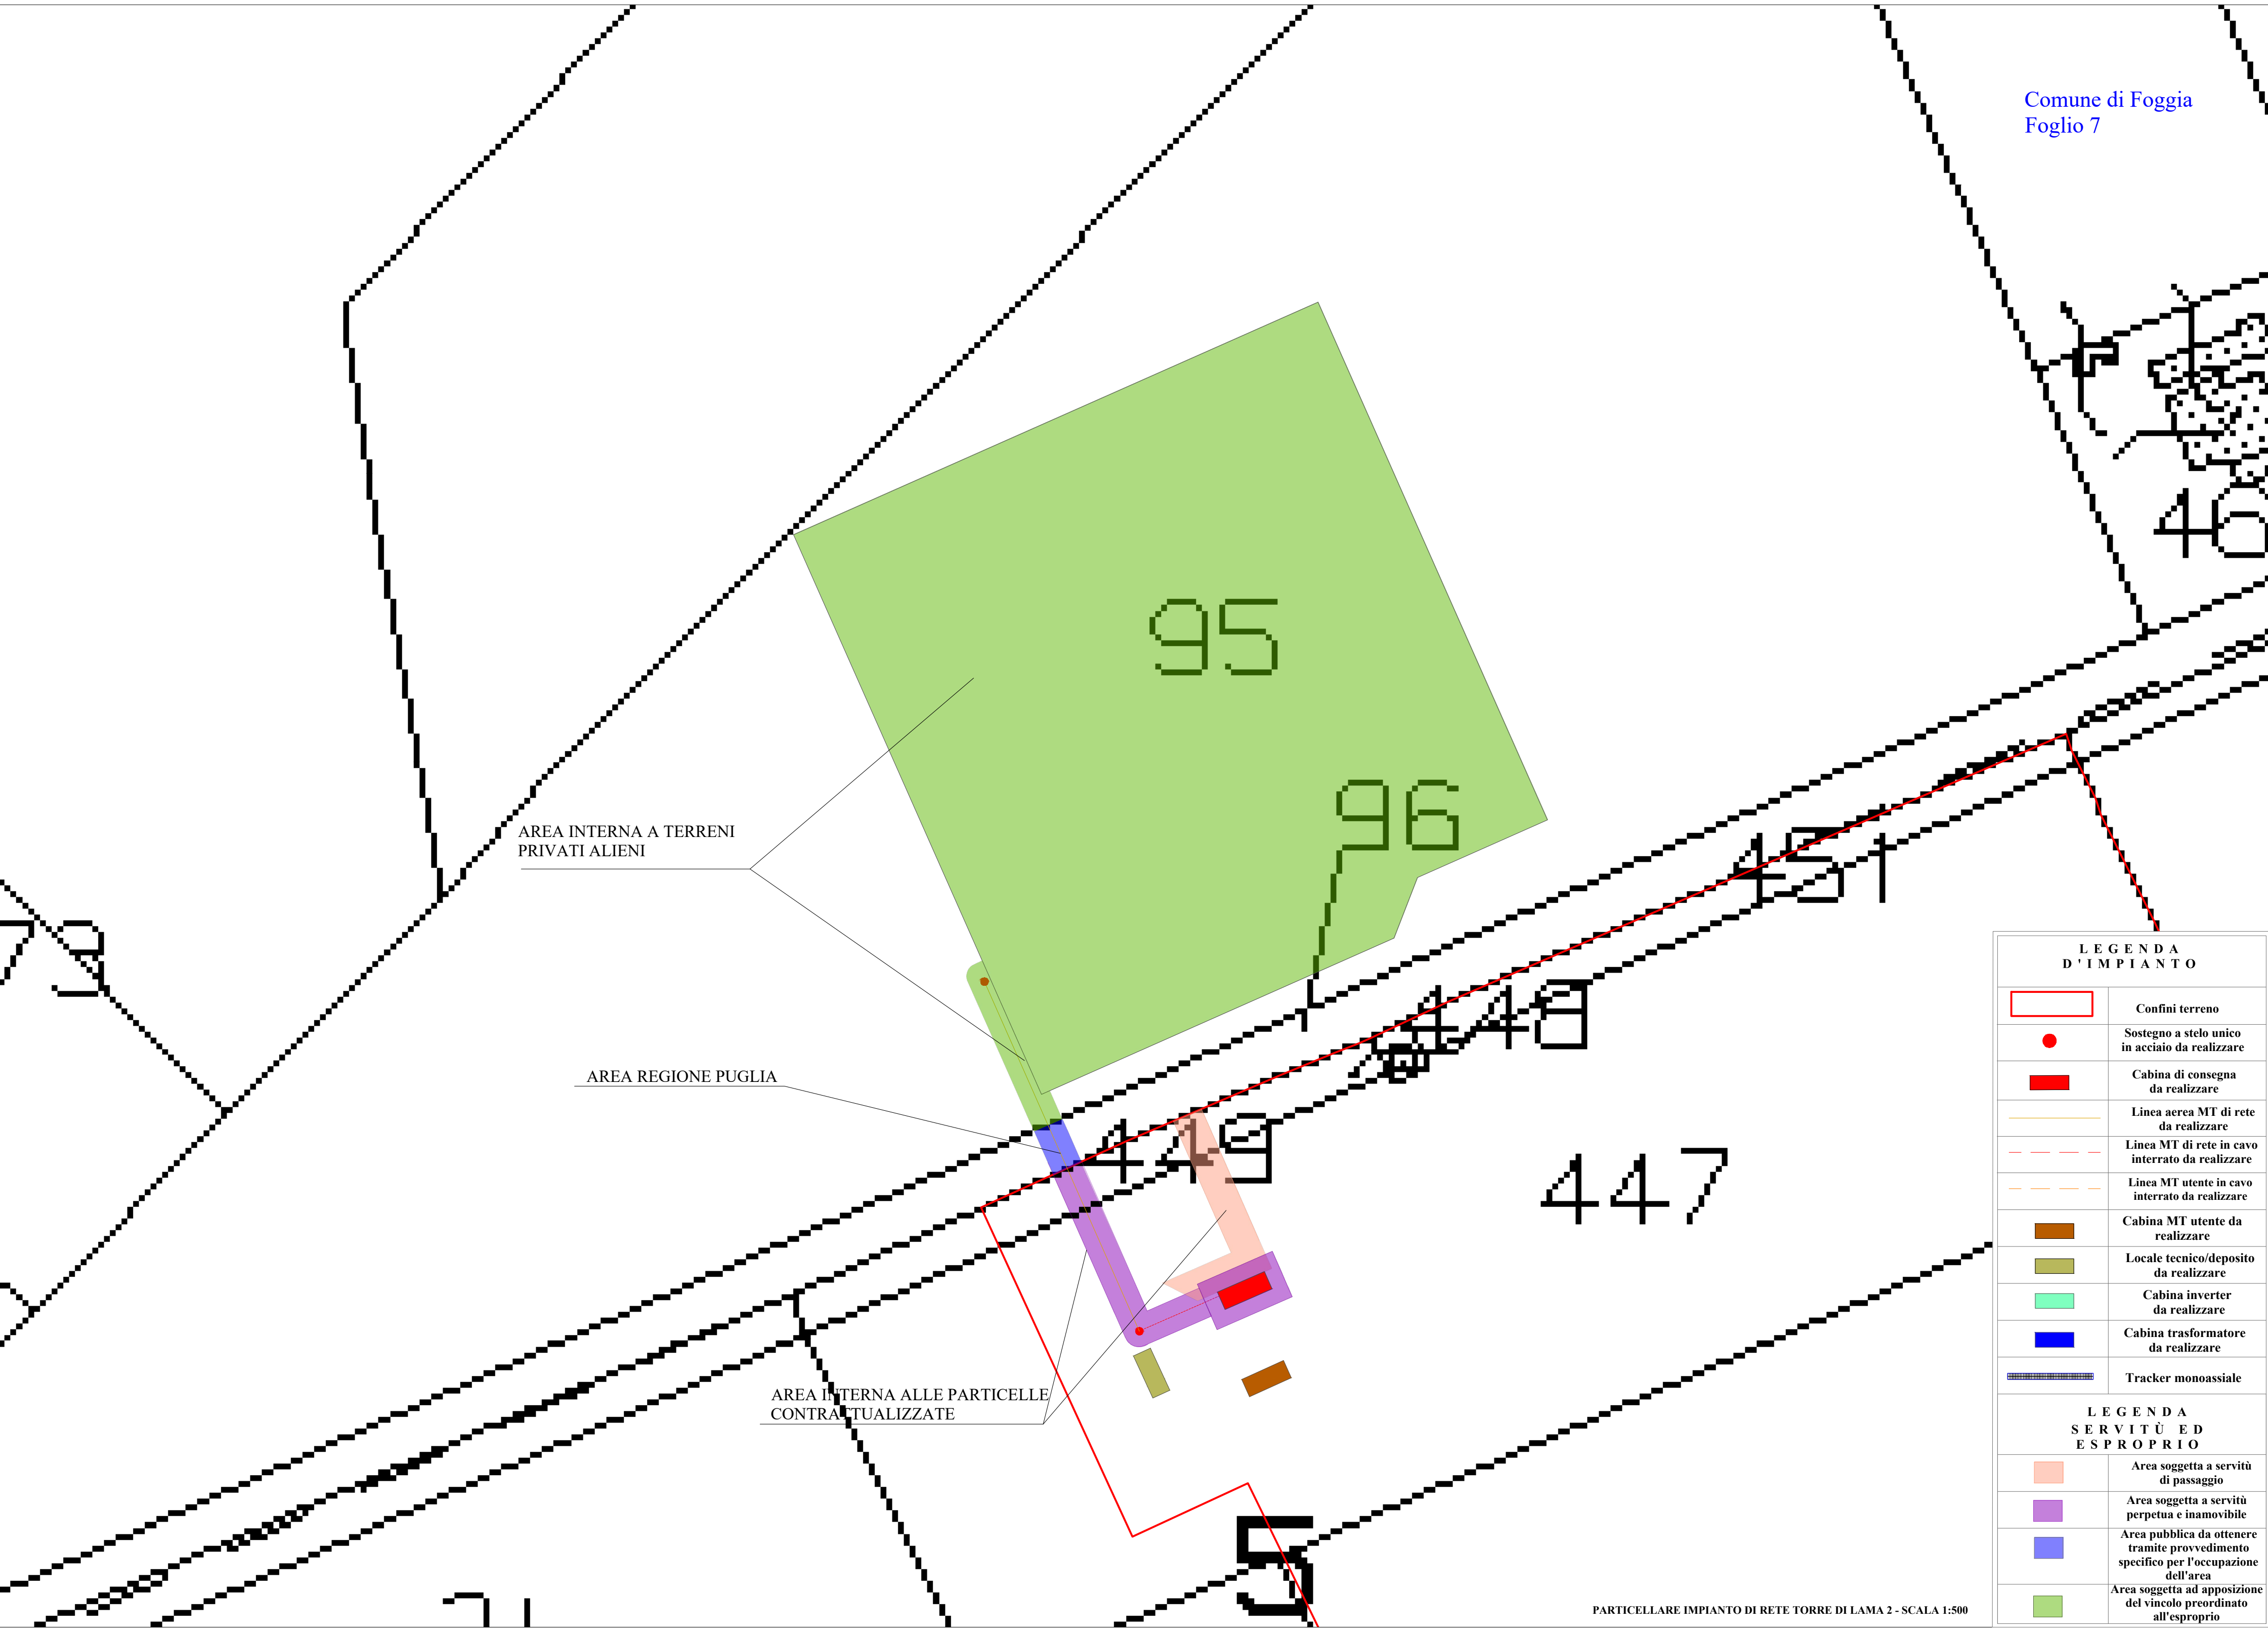 Comune di Foggia
Foglio 7
95
96
73
451
448
449
447
5
AREA INTERNA A TERRENI
PRIVATI ALIENI
AREA REGIONE PUGLIA
AREA INTERNA ALLE PARTICELLE
CONTRATTUALIZZATE
PARTICELLARE IMPIANTO DI RETE TORRE DI LAMA 2 - SCALA 1:500
LEGENDA
D'IMPIANTO
Confini terreno
Sostegno a stelo unico
in acciaio da realizzare
Cabina di consegna
da realizzare
Linea aerea MT di rete
da realizzare
Linea MT di rete in cavo
interrato da realizzare
Linea MT utente in cavo
interrato da realizzare
Cabina MT utente da
realizzare
Locale tecnico/deposito
da realizzare
Cabina inverter
da realizzare
Cabina trasformatore
da realizzare
Tracker monoassiale
LEGENDA
SERVITÙ ED
ESPROPRIO
Area soggetta a servitù
di passaggio
Area soggetta a servitù
perpetua e inamovibile
Area pubblica da ottenere
tramite provvedimento
specifico per l'occupazione
dell'area
Area soggetta ad apposizione
del vincolo preordinato
all'esproprio